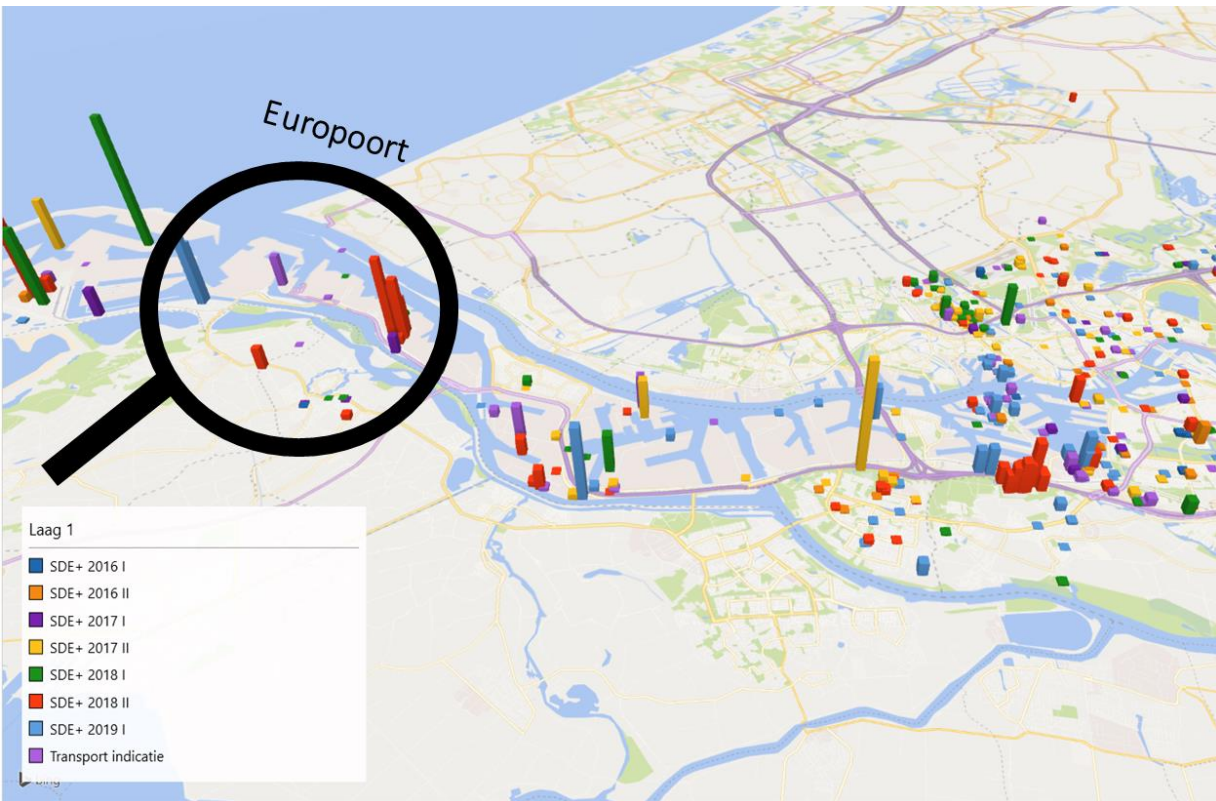 Europoort
Laag 1
SDE+ 2016 I
SDE+ 2016 II
SDE+ 2017 I
SDE+ 2017 II
SDE+ 2018 I
SDE+ 2018 II
SDE+ 2019 I
Transport indicatie
bing